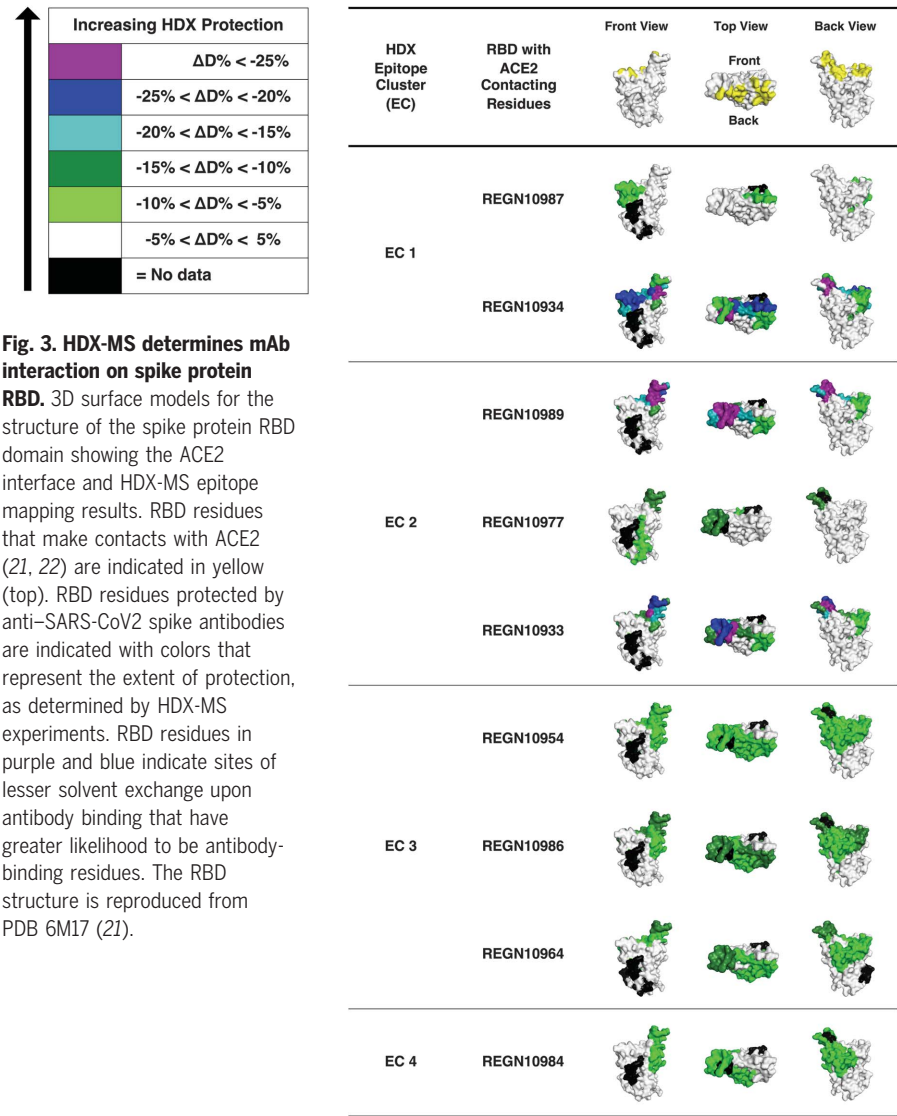 Increasing HDX Protection
ΔD% < -25%
-25% < ΔD% < -20%
-20% < ΔD% < -15%
-15% < ΔD% < -10%
-10% < ΔD% < -5%
-5% < ΔD% < 5%
= No data
Fig. 3. HDX-MS determines mAb
interaction on spike protein
RBD. 3D surface models for the
structure of the spike protein RBD
domain showing the ACE2
interface and HDX-MS epitope
mapping results. RBD residues
that make contacts with ACE2
(21, 22) are indicated in yellow
(top). RBD residues protected by
anti–SARS-CoV2 spike antibodies
are indicated with colors that
represent the extent of protection,
as determined by HDX-MS
experiments. RBD residues in
purple and blue indicate sites of
lesser solvent exchange upon
antibody binding that have
greater likelihood to be antibody-
binding residues. The RBD
structure is reproduced from
PDB 6M17 (21).
HDX
Epitope
Cluster
(EC)
RBD with
ACE2
Contacting
Residues
Front View
Top View
Back View
Front
Back
EC 1
REGN10987
REGN10934
EC 2
REGN10989
REGN10977
REGN10933
EC 3
REGN10954
REGN10986
REGN10964
EC 4
REGN10984